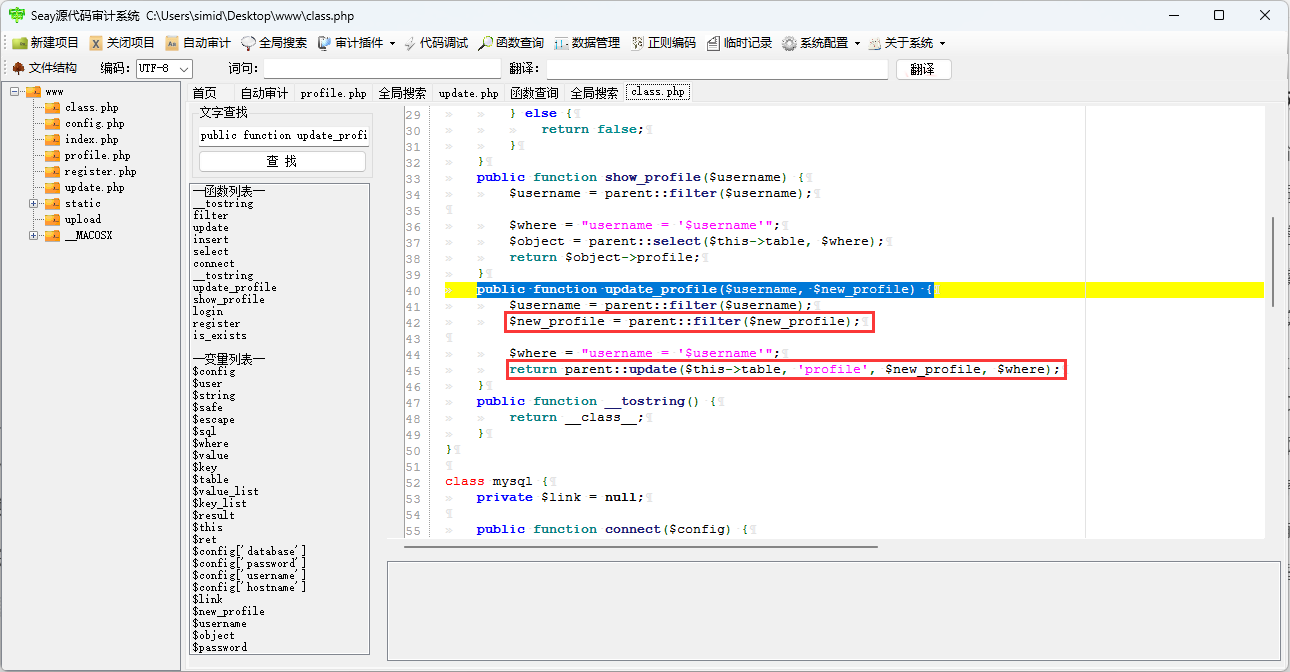 Seay源代码审计系统 C:\Users\simid\Desktop\www\class.php
新建项目 关闭项目 自动审计 全局搜索 审计插件 代码调试 函数查询 数据管理 正则编码 临时记录 系统配置 关于系统
文件结构 编码: UTF-8 词句: 翻译: 翻译
www
class.php
config.php
index.php
profile.php
register.php
update.php
static
upload
__MACOSX
首页 自动审计 profile.php 全局搜索 update.php 函数查询 全局搜索 class.php
文字查找
public function update_profi
查 找
—函数列表—
__tostring
filter
update
insert
select
connect
__tostring
update_profile
show_profile
login
register
is_exists
—变量列表—
$config
$user
$string
$safe
$escape
$sql
$where
$value
$key
$table
$value_list
$key_list
$result
$this
$ret
$config['database']
$config['password']
$config['username']
$config['hostname']
$link
$new_profile
$username
$object
$password
29 } else {
30 return false;
31 }
32 }
33 public function show_profile($username) {
34 $username = parent::filter($username);
35
36 $where = "username = '$username'";
37 $object = parent::select($this->table, $where);
38 return $object->profile;
39 }
40 public function update_profile($username, $new_profile) {
41 $username = parent::filter($username);
42 $new_profile = parent::filter($new_profile);
43
44 $where = "username = '$username'";
45 return parent::update($this->table, 'profile', $new_profile, $where);
46 }
47 public function __tostring() {
48 return __class__;
49 }
50 }
51
52 class mysql {
53 private $link = null;
54
55 public function connect($config) {